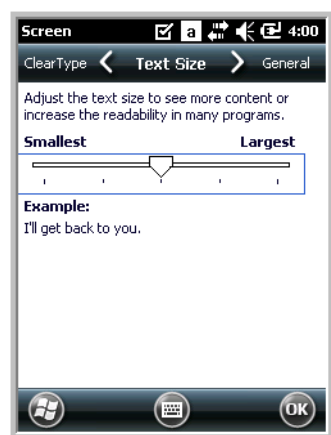 Screen a 4:00
ClearType Text Size General
Adjust the text size to see more content or
increase the readability in many programs.
Smallest Largest
Example:
I'll get back to you.
OK